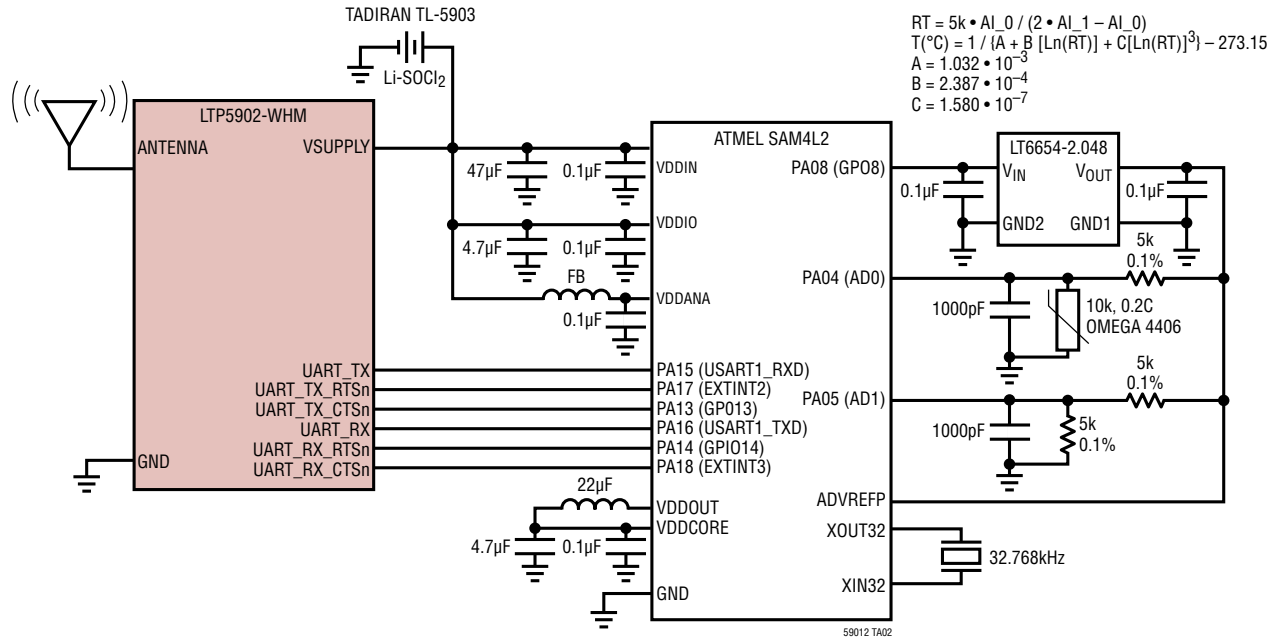 TADIRAN TL-5903
Li-SOCl2
RT = 5k • AI_0 / (2 • AI_1 – AI_0)
T(°C) = 1 / {A + B [Ln(RT)] + C[Ln(RT)]3} – 273.15
A = 1.032 • 10–3
B = 2.387 • 10–4
C = 1.580 • 10–7
LTP5902-WHM
ANTENNA
VSUPPLY
UART_TX
UART_TX_RTSn
UART_TX_CTSn
UART_RX
UART_RX_RTSn
UART_RX_CTSn
GND
47µF
0.1µF
4.7µF
0.1µF
FB
0.1µF
22µF
4.7µF
0.1µF
ATMEL SAM4L2
VDDIN
VDDIO
VDDANA
PA15 (USART1_RXD)
PA17 (EXTINT2)
PA13 (GP013)
PA16 (USART1_TXD)
PA14 (GPIO14)
PA18 (EXTINT3)
VDDOUT
VDDCORE
GND
PA08 (GPO8)
PA04 (AD0)
PA05 (AD1)
ADVREFP
XOUT32
XIN32
LT6654-2.048
VIN
VOUT
GND2
GND1
0.1µF
0.1µF
5k
0.1%
1000pF
10k, 0.2C
OMEGA 4406
5k
0.1%
1000pF
5k
0.1%
32.768kHz
59012 TA02